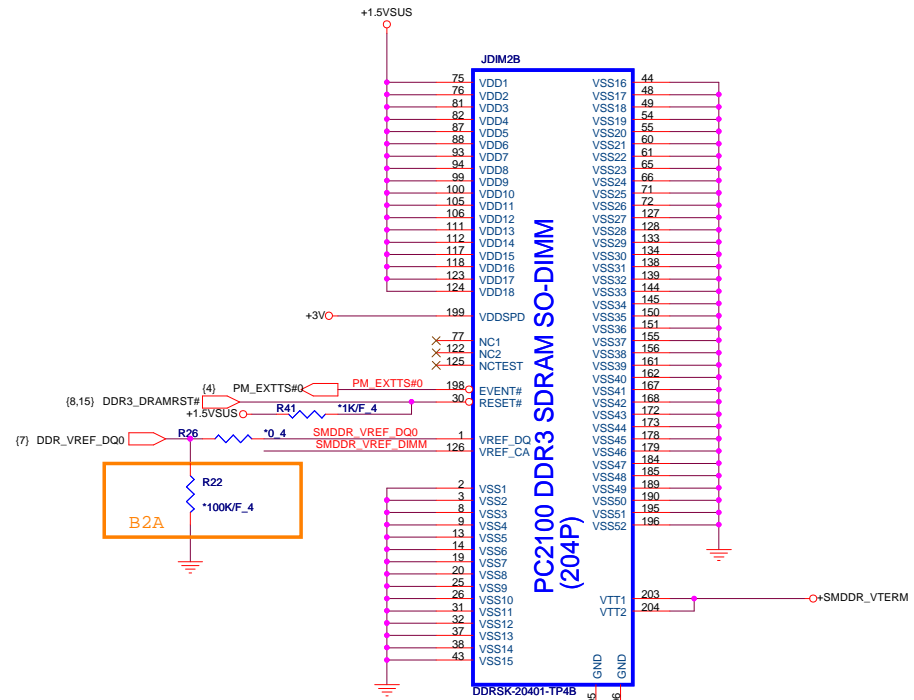 +1.5VSUS
JDIM2B
75 VDD1
76 VDD2
81 VDD3
82 VDD4
87 VDD5
88 VDD6
93 VDD7
94 VDD8
99 VDD9
100 VDD10
105 VDD11
106 VDD12
111 VDD13
112 VDD14
117 VDD15
118 VDD16
123 VDD17
124 VDD18
+3V 199 VDDSPD
77 NC1
122 NC2
125 NCTEST
{4} PM_EXTTS#0 PM_EXTTS#0 198 EVENT#
{8,15} DDR3_DRAMRST# 30 RESET#
+1.5VSUS R41 *1K/F_4
{7} DDR_VREF_DQ0 R26 *0_4 SMDDR_VREF_DQ0 1 VREF_DQ
SMDDR_VREF_DIMM 126 VREF_CA
R22
*100K/F_4
B2A
2 VSS1
3 VSS2
8 VSS3
9 VSS4
13 VSS5
14 VSS6
19 VSS7
20 VSS8
25 VSS9
26 VSS10
31 VSS11
32 VSS12
37 VSS13
38 VSS14
43 VSS15
PC2100 DDR3 SDRAM SO-DIMM
(204P)
VSS16 44
VSS17 48
VSS18 49
VSS19 54
VSS20 55
VSS21 60
VSS22 61
VSS23 65
VSS24 66
VSS25 71
VSS26 72
VSS27 127
VSS28 128
VSS29 133
VSS30 134
VSS31 138
VSS32 139
VSS33 144
VSS34 145
VSS35 150
VSS36 151
VSS37 155
VSS38 156
VSS39 161
VSS40 162
VSS41 167
VSS42 168
VSS43 172
VSS44 173
VSS45 178
VSS46 179
VSS47 184
VSS48 185
VSS49 189
VSS50 190
VSS51 195
VSS52 196
VTT1 203
VTT2 204
+SMDDR_VTERM
GND
GND
DDRSK-20401-TP4B